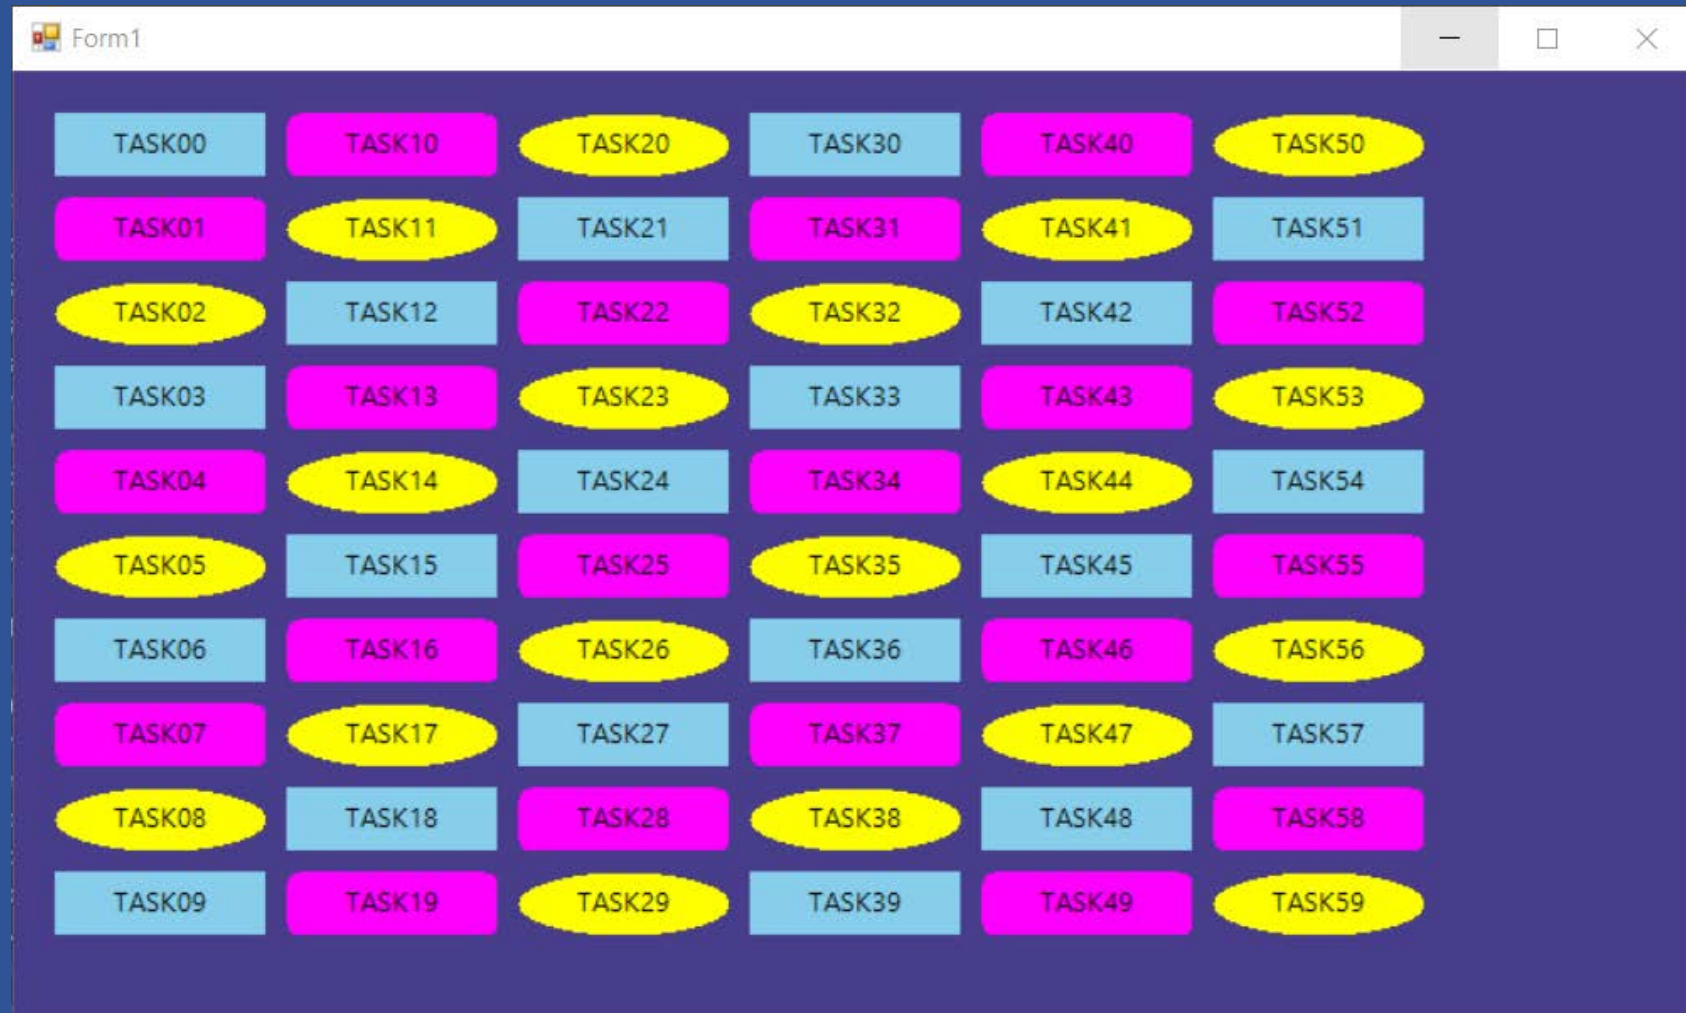 Form1
TASK00 TASK10 TASK20 TASK30 TASK40 TASK50
TASK01 TASK11 TASK21 TASK31 TASK41 TASK51
TASK02 TASK12 TASK22 TASK32 TASK42 TASK52
TASK03 TASK13 TASK23 TASK33 TASK43 TASK53
TASK04 TASK14 TASK24 TASK34 TASK44 TASK54
TASK05 TASK15 TASK25 TASK35 TASK45 TASK55
TASK06 TASK16 TASK26 TASK36 TASK46 TASK56
TASK07 TASK17 TASK27 TASK37 TASK47 TASK57
TASK08 TASK18 TASK28 TASK38 TASK48 TASK58
TASK09 TASK19 TASK29 TASK39 TASK49 TASK59